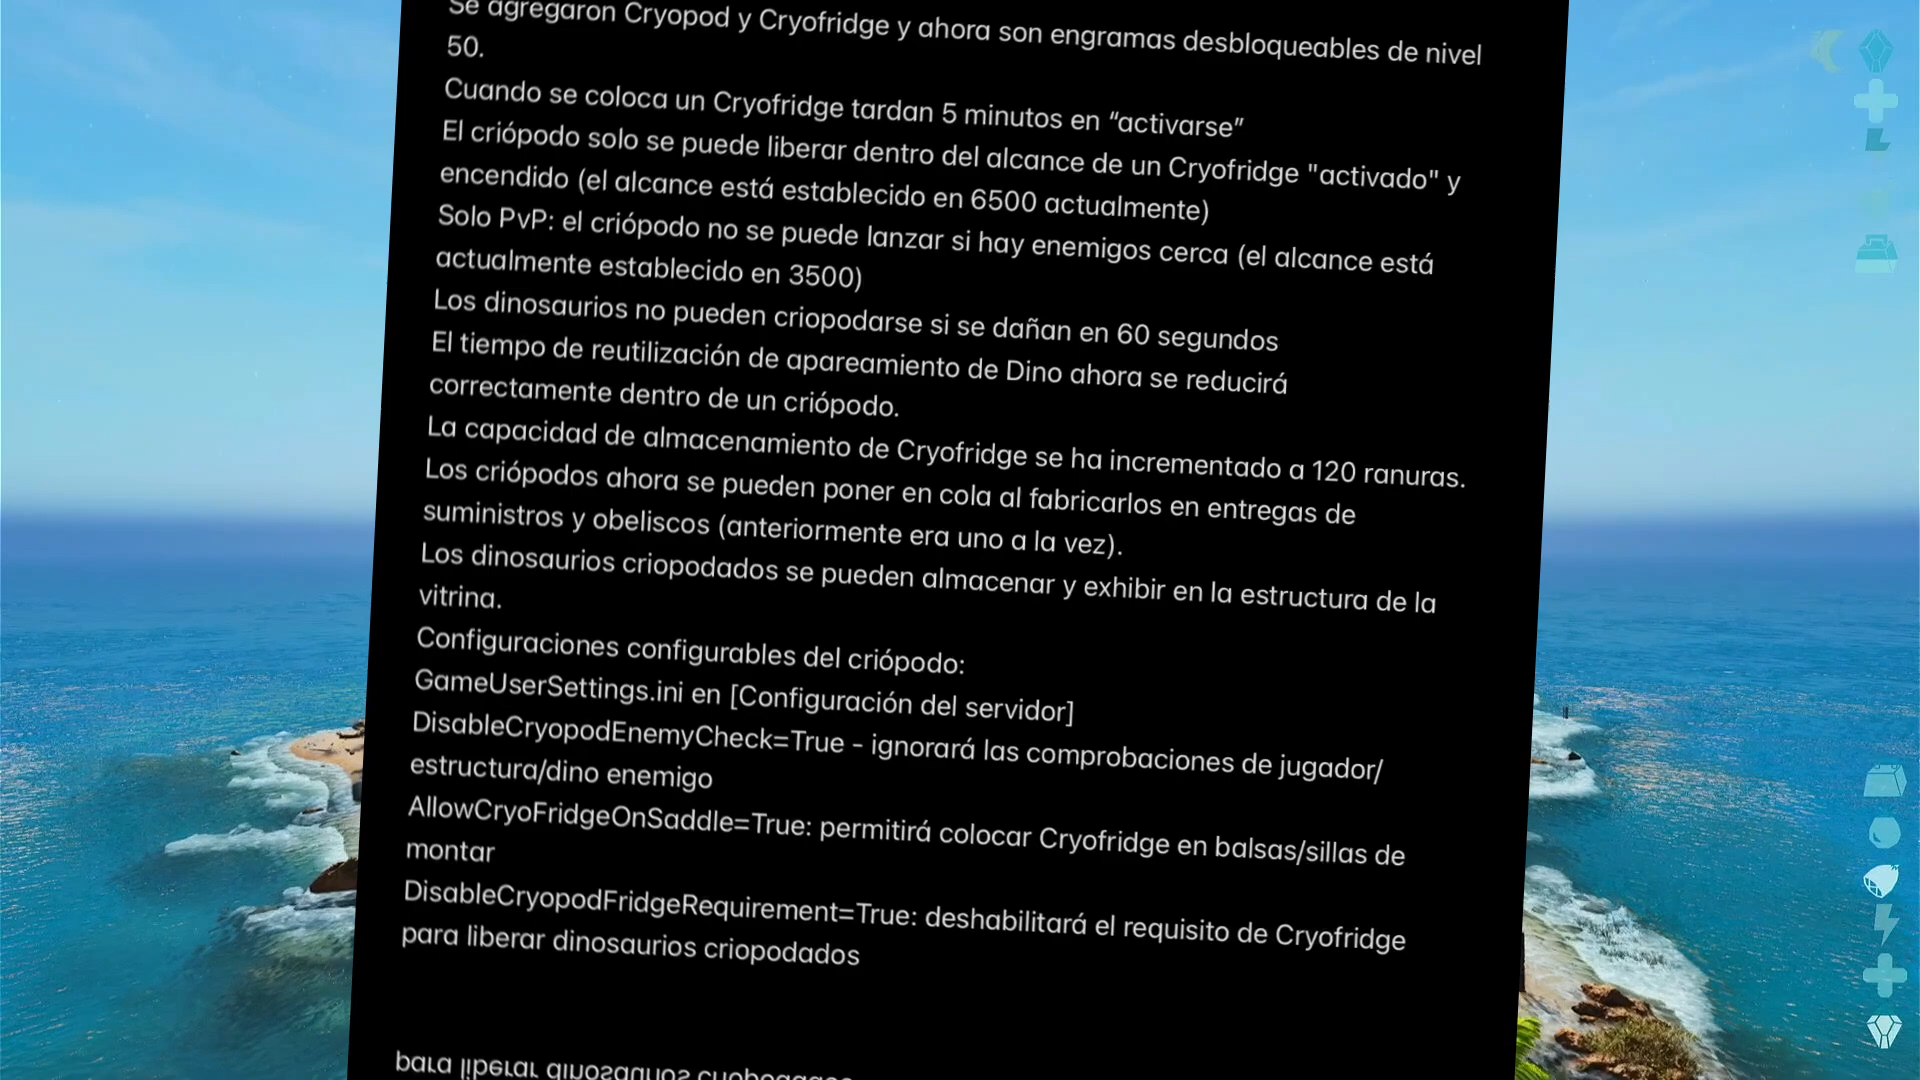 Se agregaron Cryopod y Cryofridge y ahora son engramas desbloqueables de nivel
50.
Cuando se coloca un Cryofridge tardan 5 minutos en “activarse”
El criópodo solo se puede liberar dentro del alcance de un Cryofridge "activado" y
encendido (el alcance está establecido en 6500 actualmente)
Solo PvP: el criópodo no se puede lanzar si hay enemigos cerca (el alcance está
actualmente establecido en 3500)
Los dinosaurios no pueden criopodarse si se dañan en 60 segundos
El tiempo de reutilización de apareamiento de Dino ahora se reducirá
correctamente dentro de un criópodo.
La capacidad de almacenamiento de Cryofridge se ha incrementado a 120 ranuras.
Los criópodos ahora se pueden poner en cola al fabricarlos en entregas de
suministros y obeliscos (anteriormente era uno a la vez).
Los dinosaurios criopodados se pueden almacenar y exhibir en la estructura de la
vitrina.
Configuraciones configurables del criópodo:
GameUserSettings.ini en [Configuración del servidor]
DisableCryopodEnemyCheck=True - ignorará las comprobaciones de jugador/
estructura/dino enemigo
AllowCryoFridgeOnSaddle=True: permitirá colocar Cryofridge en balsas/sillas de
montar
DisableCryopodFridgeRequirement=True: deshabilitará el requisito de Cryofridge
para liberar dinosaurios criopodados
para liberar dinosaurios criopodados